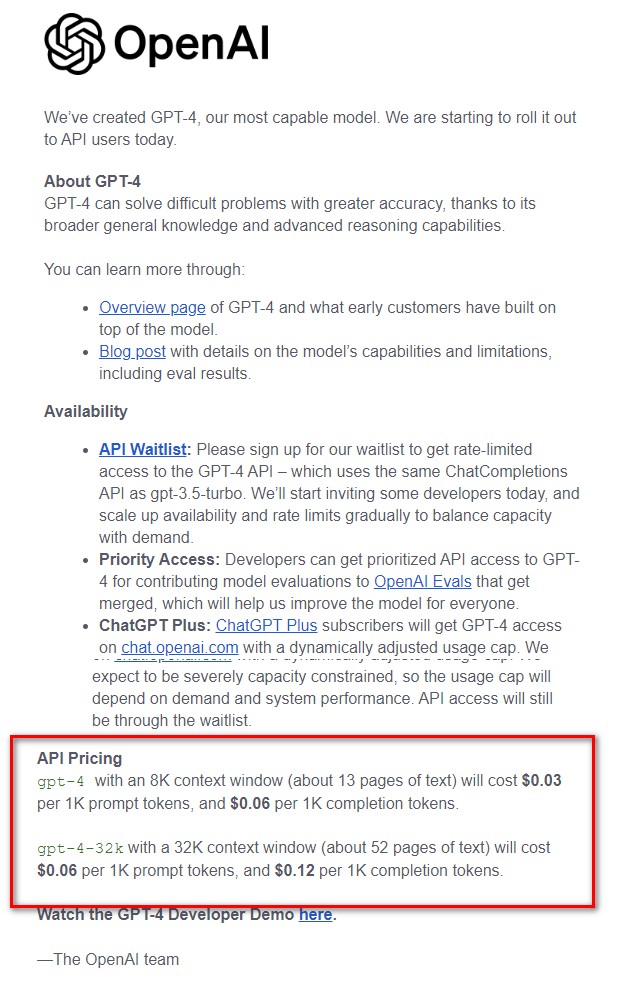 OpenAI
We’ve created GPT-4, our most capable model. We are starting to roll it out
to API users today.
About GPT-4
GPT-4 can solve difficult problems with greater accuracy, thanks to its
broader general knowledge and advanced reasoning capabilities.
You can learn more through:
• Overview page of GPT-4 and what early customers have built on
top of the model.
• Blog post with details on the model’s capabilities and limitations,
including eval results.
Availability
• API Waitlist: Please sign up for our waitlist to get rate-limited
access to the GPT-4 API – which uses the same ChatCompletions
API as gpt-3.5-turbo. We’ll start inviting some developers today, and
scale up availability and rate limits gradually to balance capacity
with demand.
• Priority Access: Developers can get prioritized API access to GPT-
4 for contributing model evaluations to OpenAI Evals that get
merged, which will help us improve the model for everyone.
• ChatGPT Plus: ChatGPT Plus subscribers will get GPT-4 access
on chat.openai.com with a dynamically adjusted usage cap. We
expect to be severely capacity constrained, so the usage cap will
depend on demand and system performance. API access will still
be through the waitlist.
API Pricing
gpt-4 with an 8K context window (about 13 pages of text) will cost $0.03
per 1K prompt tokens, and $0.06 per 1K completion tokens.
gpt-4-32k with a 32K context window (about 52 pages of text) will cost
$0.06 per 1K prompt tokens, and $0.12 per 1K completion tokens.
Watch the GPT-4 Developer Demo here.
—The OpenAI team